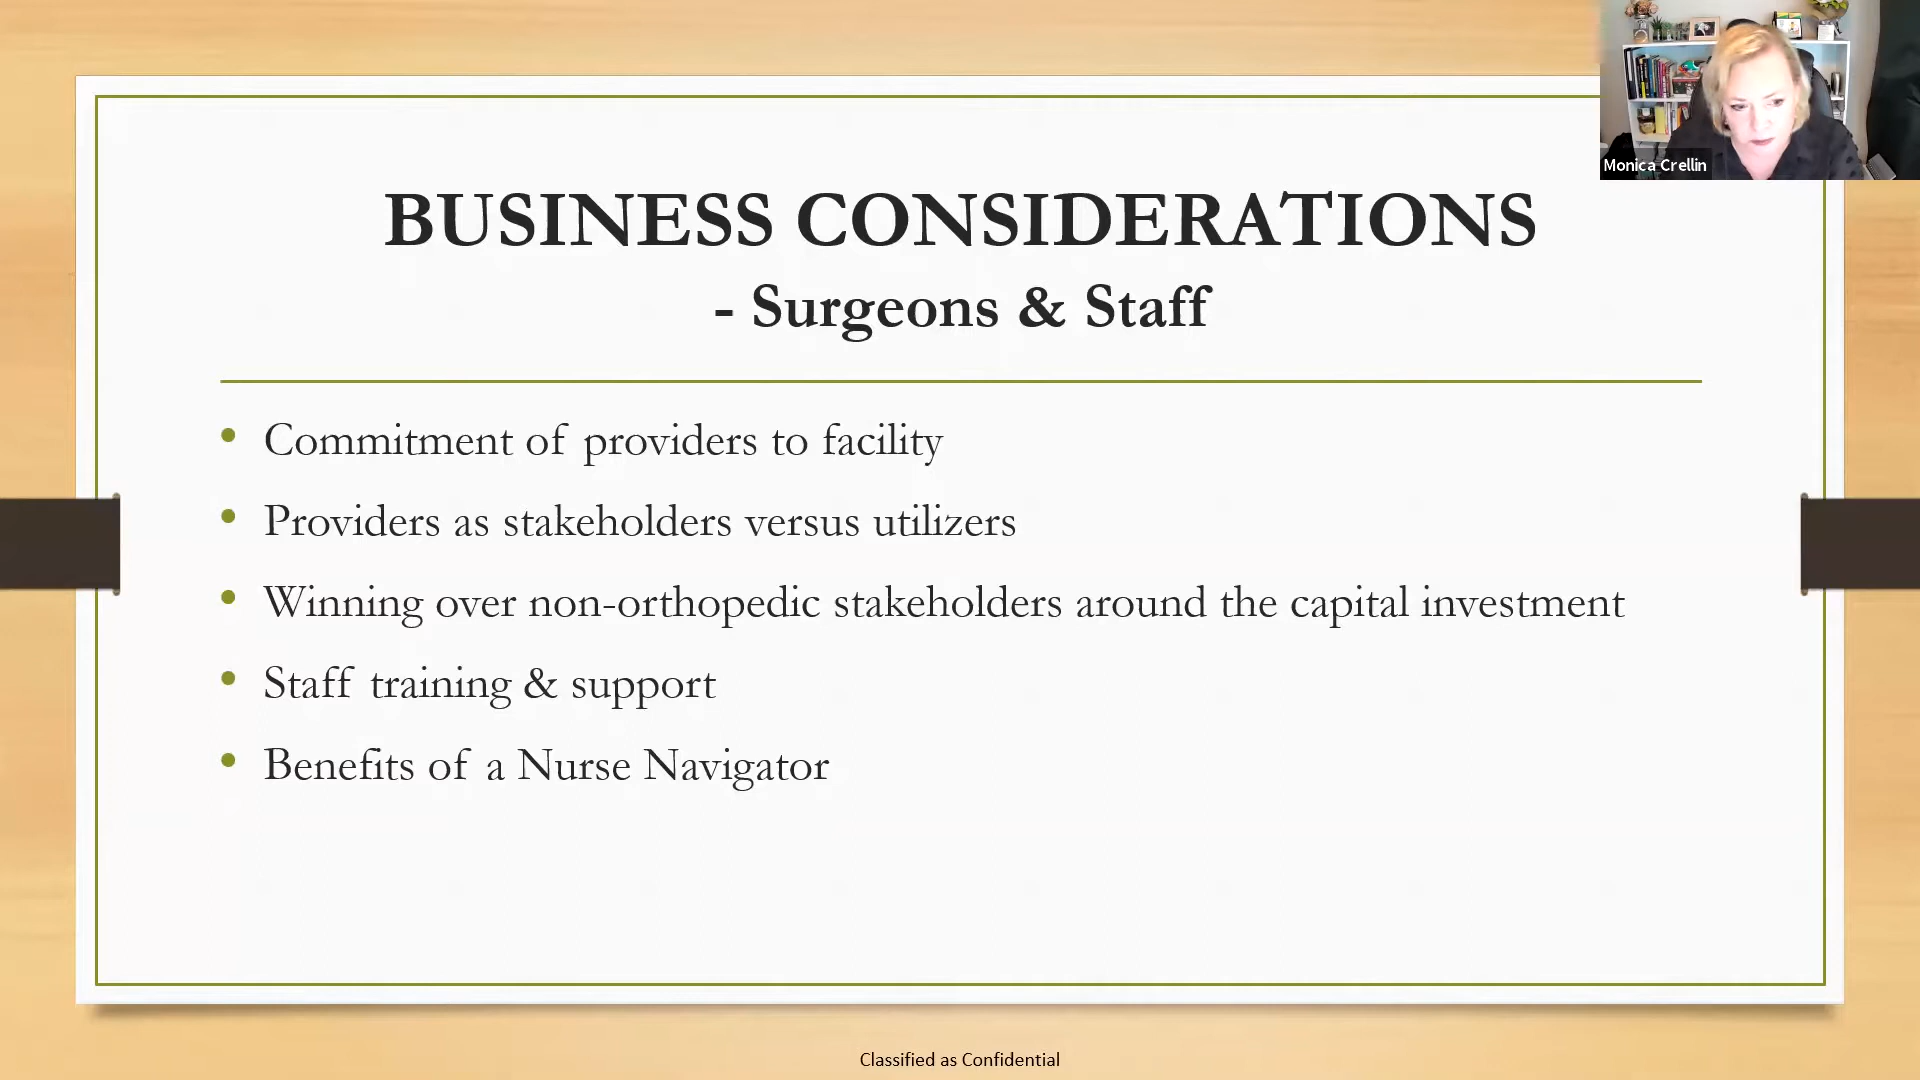 Monica Crellin
BUSINESS CONSIDERATIONS
- Surgeons & Staff
• Commitment of providers to facility
• Providers as stakeholders versus utilizers
• Winning over non-orthopedic stakeholders around the capital investment
• Staff training & support
• Benefits of a Nurse Navigator
Classified as Confidential